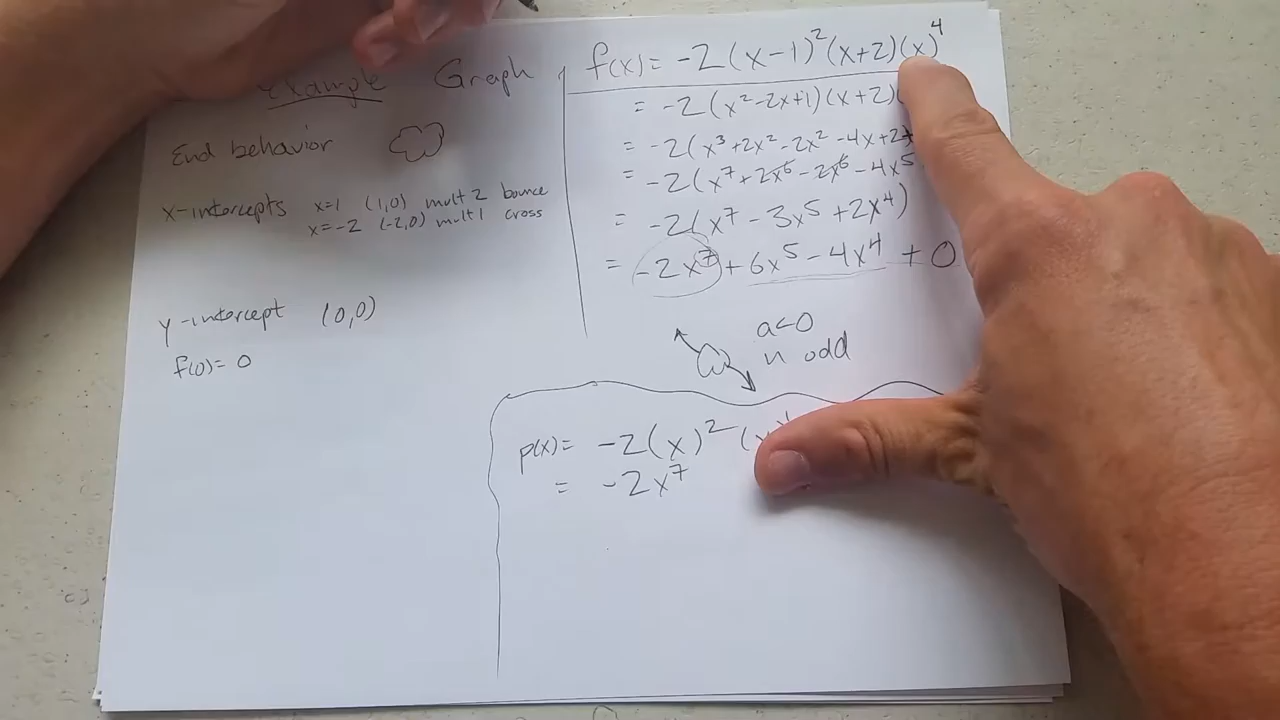 example Graph
f(x) = -2(x-1)²(x+2)(x)⁴
= -2(x²-2x+1)(x+2)(
= -2(x³+2x²-2x²-4x+2
= -2(x⁷+2x⁶-2x⁶-4x⁵
= -2(x⁷-3x⁵+2x⁴)
= -2x⁷+6x⁵-4x⁴ + 0
End behavior
x-intercepts x=1 (1,0) mult 2 bounce
x=-2 (-2,0) mult 1 cross
y-intercept (0,0)
f(0)=0
a<0
n odd
p(x)= -2(x)²(x
= -2x⁷